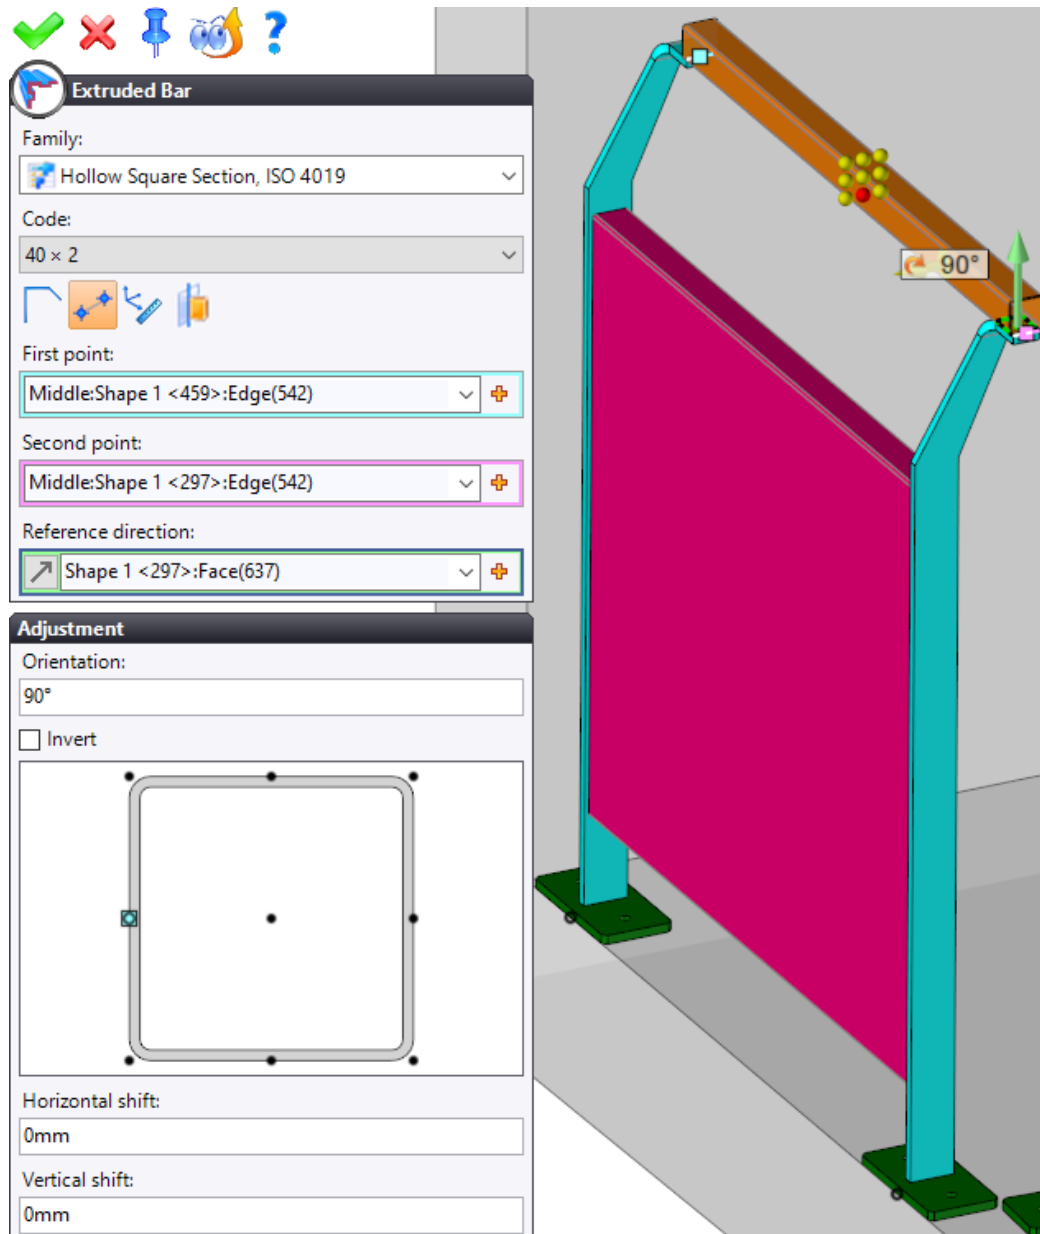 Extruded Bar
Family:
Hollow Square Section, ISO 4019
Code:
40 × 2
First point:
Middle:Shape 1 <459>:Edge(542)
Second point:
Middle:Shape 1 <297>:Edge(542)
Reference direction:
Shape 1 <297>:Face(637)
Adjustment
Orientation:
90°
Invert
Horizontal shift:
0mm
Vertical shift:
0mm
90°